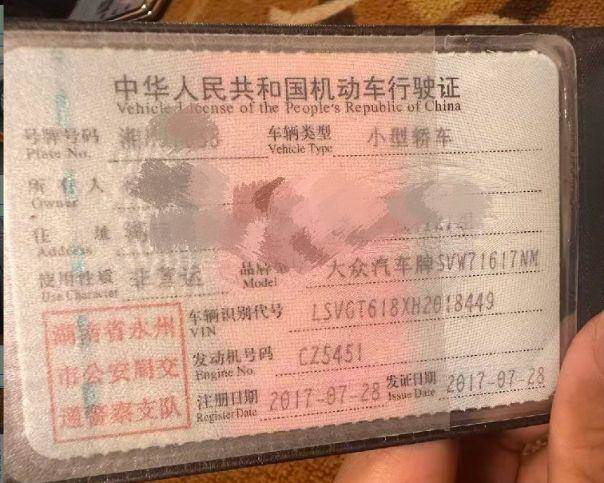 中华人民共和国机动车行驶证
Vehicle License of the People's Republic of China
号牌号码 湘 车辆类型 小型轿车
Plate No. Vehicle Type
所有人
Owner
住址
Address
使用性质 非营运 品牌型号 大众汽车牌SVW71617NM
Use Character Model
湖南省永州
市公安局交
通警察支队
车辆识别代号 LSVGT618XH2018449
VIN
发动机号码 CZ5451
Engine No.
注册日期 2017-07-28 发证日期 2017-07-28
Register Date Issue Date